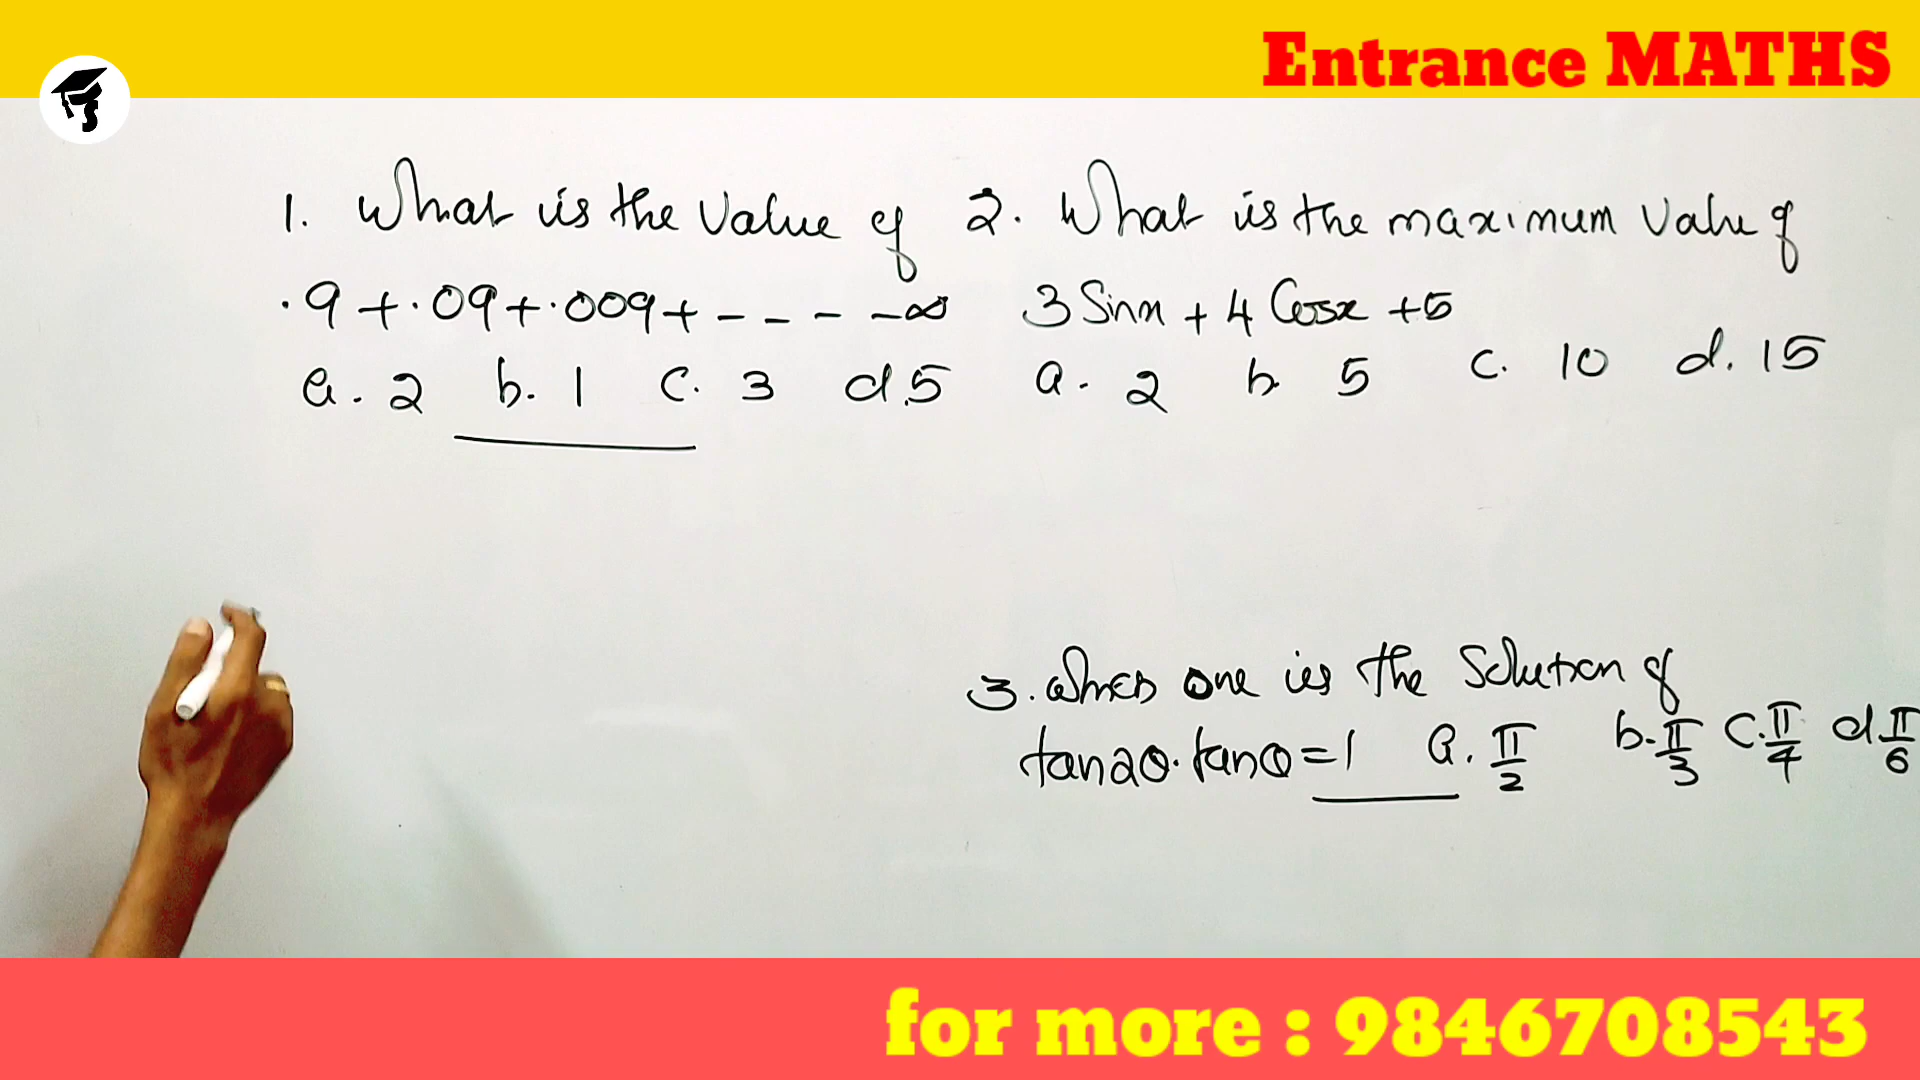 Entrance MATHS
1. What is the Value of
.9 + .09 + .009 + - - - - ∞
a. 2 b. 1 c. 3 d. 5
2. What is the maximum Value of
3 Sinx + 4 Cosx + 5
a. 2 b 5 c. 10 d. 15
3. Which one is the Solution of
tan2θ . tanθ = 1 a. π/2 b. π/3 c. π/4 d π/6
for more : 9846708543